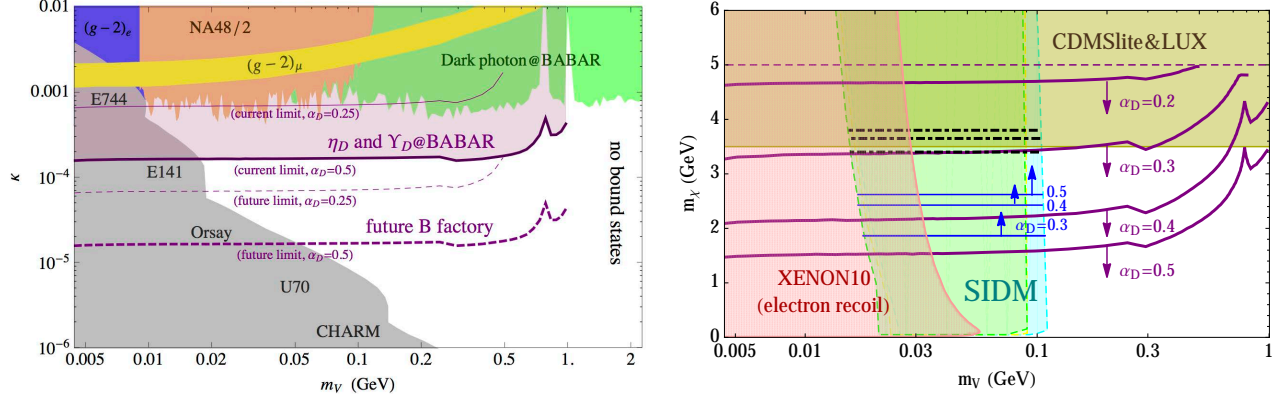 0.010
(g−2)e
NA48/2
(g−2)μ
Dark photon@BABAR
0.001
E744
(current limit, αD=0.25)
ηD and ΥD@BABAR
κ
10−4
E141
(current limit, αD=0.5)
(future limit, αD=0.25)
no bound states
Orsay
future B factory
(future limit, αD=0.5)
10−5
U70
CHARM
10−6
0.005 0.01 0.05 0.1 0.5 1 2
mV (GeV)
6
CDMSlite&LUX
5
αD=0.2
4
mχ (GeV)
3
αD=0.3
0.5
0.4
2
αD=0.3
αD=0.4
αD=0.5
XENON10
(electron recoil)
SIDM
1
0
0.005 0.01 0.03 0.1 0.3 1
mV (GeV)